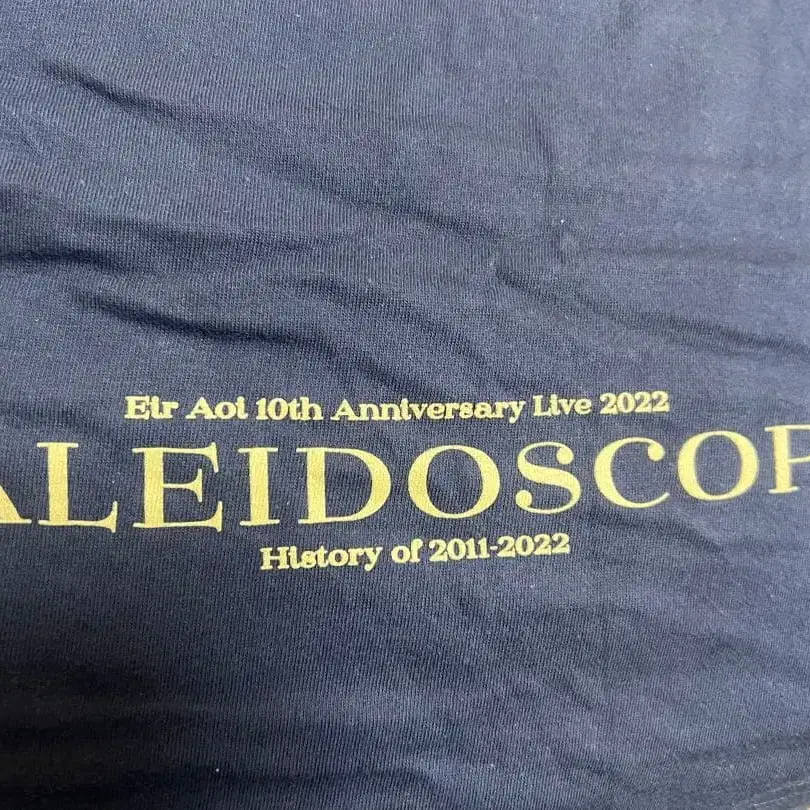 Eir Aoi 10th Anniversary Live 2022
ALEIDOSCOP
History of 2011-2022